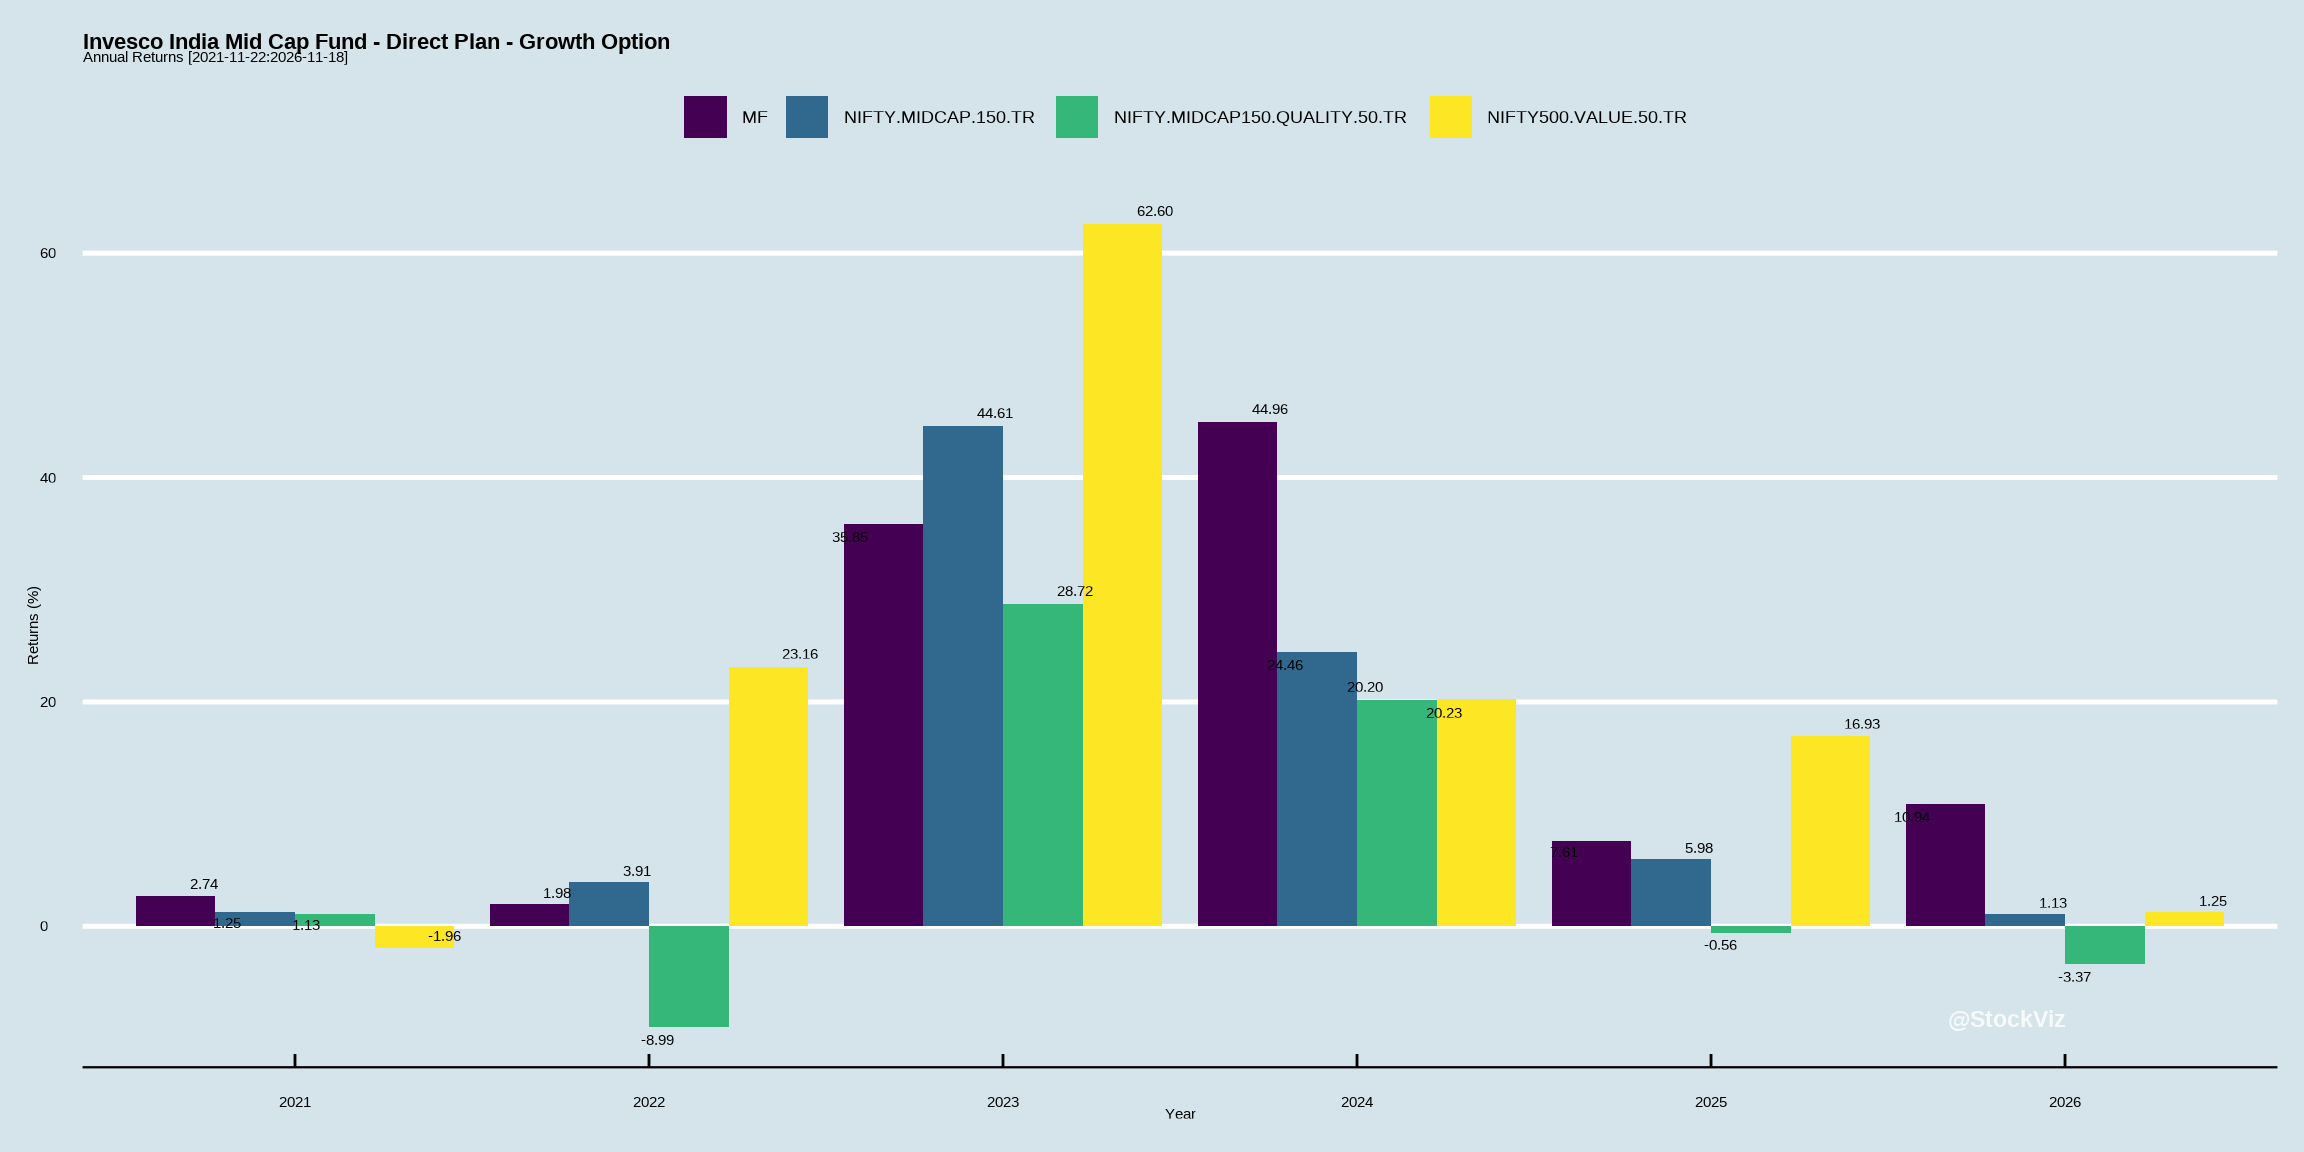 Invesco India Mid Cap Fund - Direct Plan - Growth Option
Annual Returns [2021-11-22:2026-11-18]
MF NIFTY.MIDCAP.150.TR NIFTY.MIDCAP150.QUALITY.50.TR NIFTY500.VALUE.50.TR
62.60
60
44.61 44.96
40
35.85
28.72
23.16
24.46
20.20
20
20.23
16.93
Returns (%)
10.94
7.61 5.98
2.74 1.98 3.91
1.25 1.13
1.13 1.25
0
-1.96
-0.56
-3.37
-8.99
@StockViz
2021 2022 2023 2024 2025 2026
Year